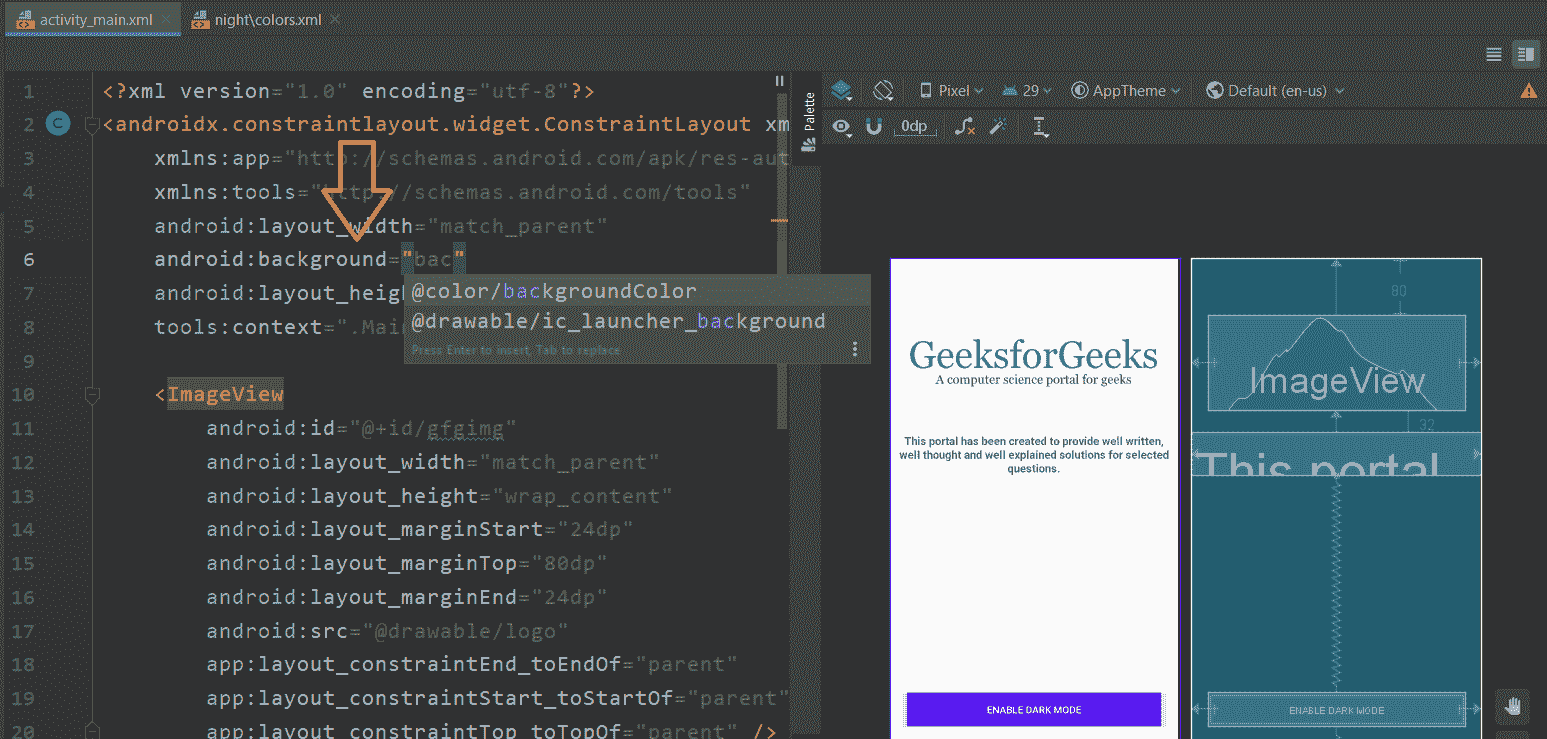 activity_main.xml
night\colors.xml
1 <?xml version="1.0" encoding="utf-8"?>
2 <androidx.constraintlayout.widget.ConstraintLayout xm
3 xmlns:app="http://schemas.android.com/apk/res-aut
4 xmlns:tools="http://schemas.android.com/tools"
5 android:layout_width="match_parent"
6 android:background="bac"
7 android:layout_heigh
8 tools:context=".Mai
@color/backgroundColor
@drawable/ic_launcher_background
Press Enter to insert, Tab to replace
9
10 <ImageView
11 android:id="@+id/gfgimg"
12 android:layout_width="match_parent"
13 android:layout_height="wrap_content"
14 android:layout_marginStart="24dp"
15 android:layout_marginTop="80dp"
16 android:layout_marginEnd="24dp"
17 android:src="@drawable/logo"
18 app:layout_constraintEnd_toEndOf="parent"
19 app:layout_constraintStart_toStartOf="parent"
20 app:layout_constraintTop_toTopOf="parent" />
Palette
Pixel
29
AppTheme
Default (en-us)
0dp
GeeksforGeeks
A computer science portal for geeks
This portal has been created to provide well written,
well thought and well explained solutions for selected
questions.
ENABLE DARK MODE
80
ImageView
32
This portal
ENABLE DARK MODE